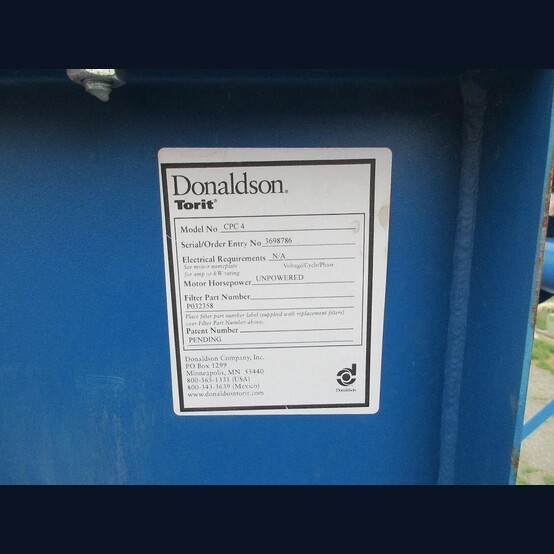 Donaldson®
Torit®
Model No CPC 4
Serial/Order Entry No 3698786
Electrical Requirements N/A
See motor nameplate Voltage/Cycle/Phase
for amp or kW rating
Motor Horsepower UNPOWERED
Filter Part Number
P032358
Place filter part number label (supplied with replacement filters)
over Filter Part Number above.
Patent Number
PENDING
Donaldson Company, Inc.
PO Box 1299
Minneapolis, MN 55440
800-365-1331 (USA)
800-343-3639 (Mexico)
www.donaldsontorit.com
Donaldson